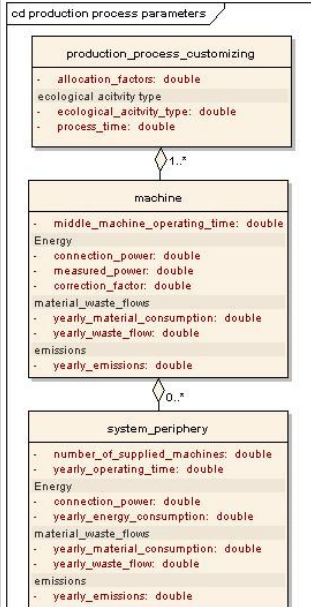 cd production process parameters
production_process_customizing
- allocation_factors: double
ecological acitvity type
- ecological_acitvity_type: double
- process_time: double
1..*
machine
- middle_machine_operating_time: double
Energy
- connection_power: double
- measured_power: double
- correction_factor: double
material_waste_flows
- yearly_material_consumption: double
- yearly_waste_flow: double
emissions
- yearly_emissions: double
0..*
system_periphery
- number_of_supplied_machines: double
- yearly_operating_time: double
Energy
- connection_power: double
- yearly_energy_consumption: double
material_waste_flows
- yearly_material_consumption: double
- yearly_waste_flow: double
emissions
- yearly_emissions: double